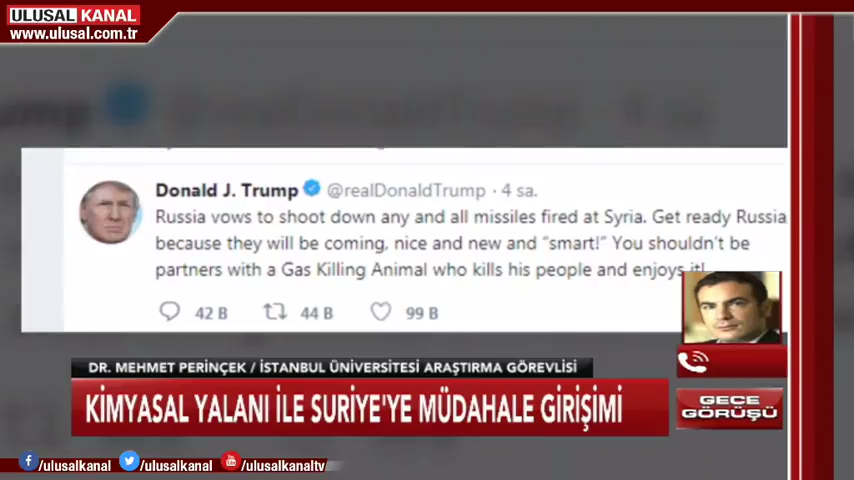 ULUSAL KANAL
www.ulusal.com.tr
Donald J. Trump @realDonaldTrump · 4 sa.
Russia vows to shoot down any and all missiles fired at Syria. Get ready Russia,
because they will be coming, nice and new and “smart!” You shouldn't be
partners with a Gas Killing Animal who kills his people and enjoys it!
42 B 44 B 99 B
DR. MEHMET PERİNÇEK / İSTANBUL ÜNİVERSİTESİ ARAŞTIRMA GÖREVLİSİ
KİMYASAL YALANI İLE SURİYE'YE MÜDAHALE GİRİŞİMİ
GECE
GÖRÜŞÜ
/ulusalkanal /ulusalkanal /ulusalkanaltv